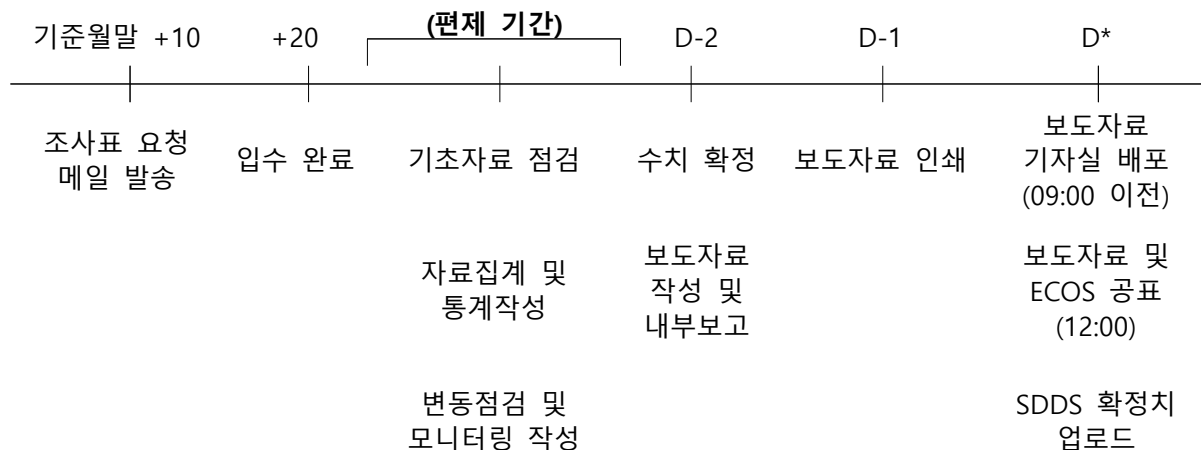 기준월말 +10
+20
(편제 기간)
D-2
D-1
D*
조사표 요청
메일 발송
입수 완료
기초자료 점검
수치 확정
보도자료 인쇄
보도자료
기자실 배포
(09:00 이전)
자료집계 및
통계작성
보도자료
작성 및
내부보고
보도자료 및
ECOS 공표
(12:00)
변동점검 및
모니터링 작성
SDDS 확정치
업로드